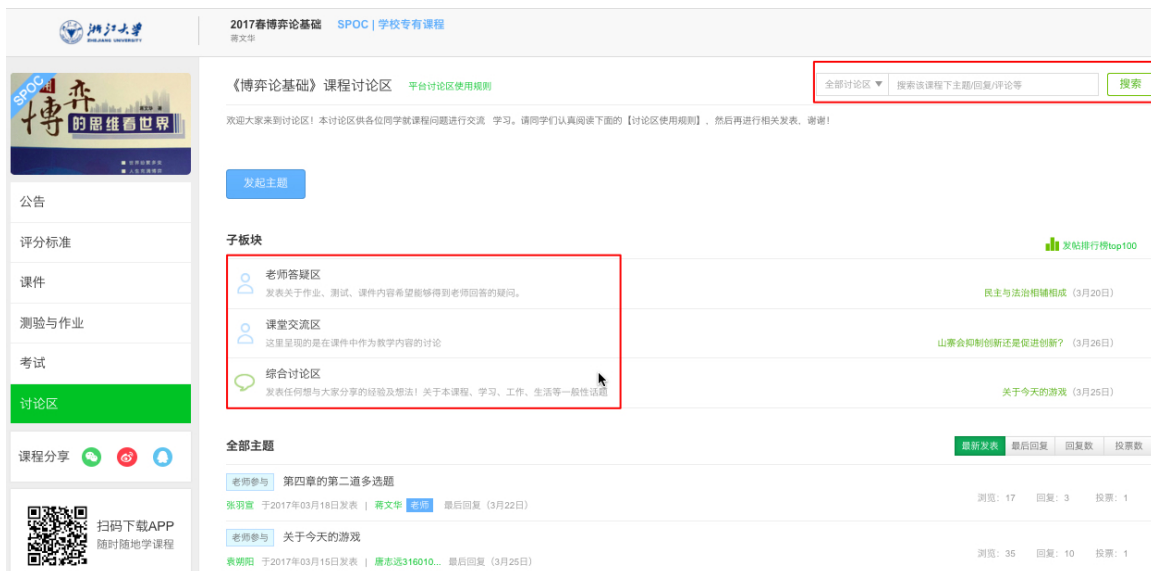 浙江大学
ZHEJIANG UNIVERSITY
2017春博弈论基础 SPOC | 学校专有课程
蒋文华
SPOC
用
博弈
的思维看世界
《博弈论基础》课程讨论区 平台讨论区使用规则
全部讨论区 ▼ 搜索该课程下主题/回复/评论等 搜索
欢迎大家来到讨论区！本讨论区供各位同学就课程问题进行交流 学习。请同学们认真阅读下面的【讨论区使用规则】，然后再进行相关发表、谢谢！
发起主题
公告
评分标准
课件
测验与作业
考试
讨论区
子板块
发帖排行榜top100
老师答疑区
发表关于作业、测试、课件内容希望能够得到老师回答的疑问。
民主与法治相辅相成（3月20日）
课堂交流区
这里呈现的是在课件中作为教学内容的讨论
山寨会抑制创新还是促进创新？（3月26日）
综合讨论区
发表任何想与大家分享的经验及想法！关于本课程、学习、工作、生活等一般性话题
关于今天的游戏（3月25日）
课程分享
扫码下载APP
随时随地学课程
全部主题
最新发表 最后回复 回复数 投票数
老师参与 第四章的第二道多选题
张羽宣 于2017年03月18日发表 | 蒋文华 老师 最后回复（3月22日）
浏览：17 回复：3 投票：1
老师参与 关于今天的游戏
袁朔阳 于2017年03月15日发表 | 唐志远316010... 最后回复（3月25日）
浏览：35 回复：10 投票：1